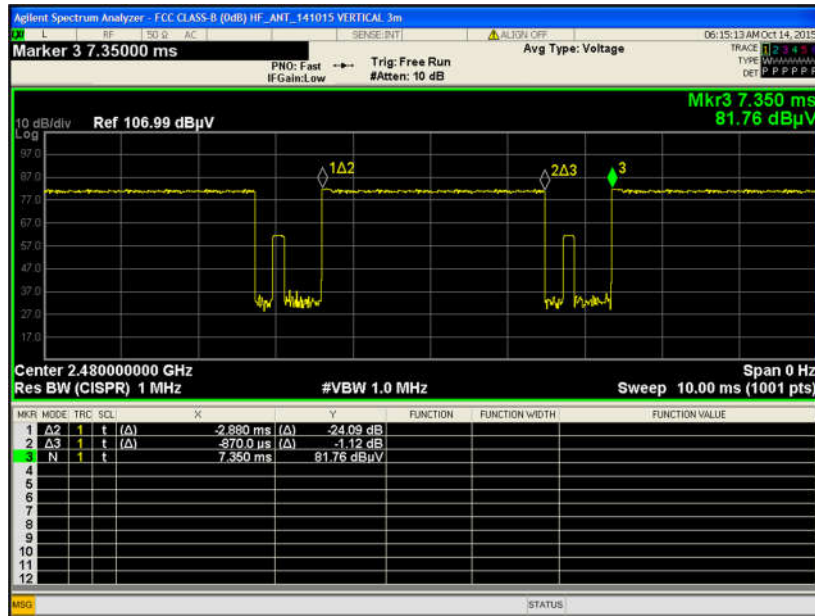 Agilent Spectrum Analyzer - FCC CLASS-B (0dB) HF_ANT_141015 VERTICAL 3m
L RF 50 Ω AC SENSE:INT ALIGN OFF 06:15:13 AM Oct 14, 2015
Marker 3 7.35000 ms Avg Type: Voltage TRACE 1 2 3 4 5
PNO: Fast Trig: Free Run TYPE
IFGain:Low #Atten: 10 dB DET P P P P P P
Mkr3 7.350 ms
10 dB/div Ref 106.99 dBµV 81.76 dBµV
Log
97.0
87.0
1Δ2 2Δ3 3
77.0
67.0
57.0
47.0
37.0
27.0
17.0
Center 2.480000000 GHz Span 0 Hz
Res BW (CISPR) 1 MHz #VBW 1.0 MHz Sweep 10.00 ms (1001 pts)
MKR MODE TRC SCL X Y FUNCTION FUNCTION WIDTH FUNCTION VALUE
1 Δ2 1 t (Δ) -2.880 ms (Δ) -24.09 dB
2 Δ3 1 t (Δ) -870.0 µs (Δ) -1.12 dB
3 N 1 t 7.350 ms 81.76 dBµV
4
5
6
7
8
9
10
11
12
MSG STATUS